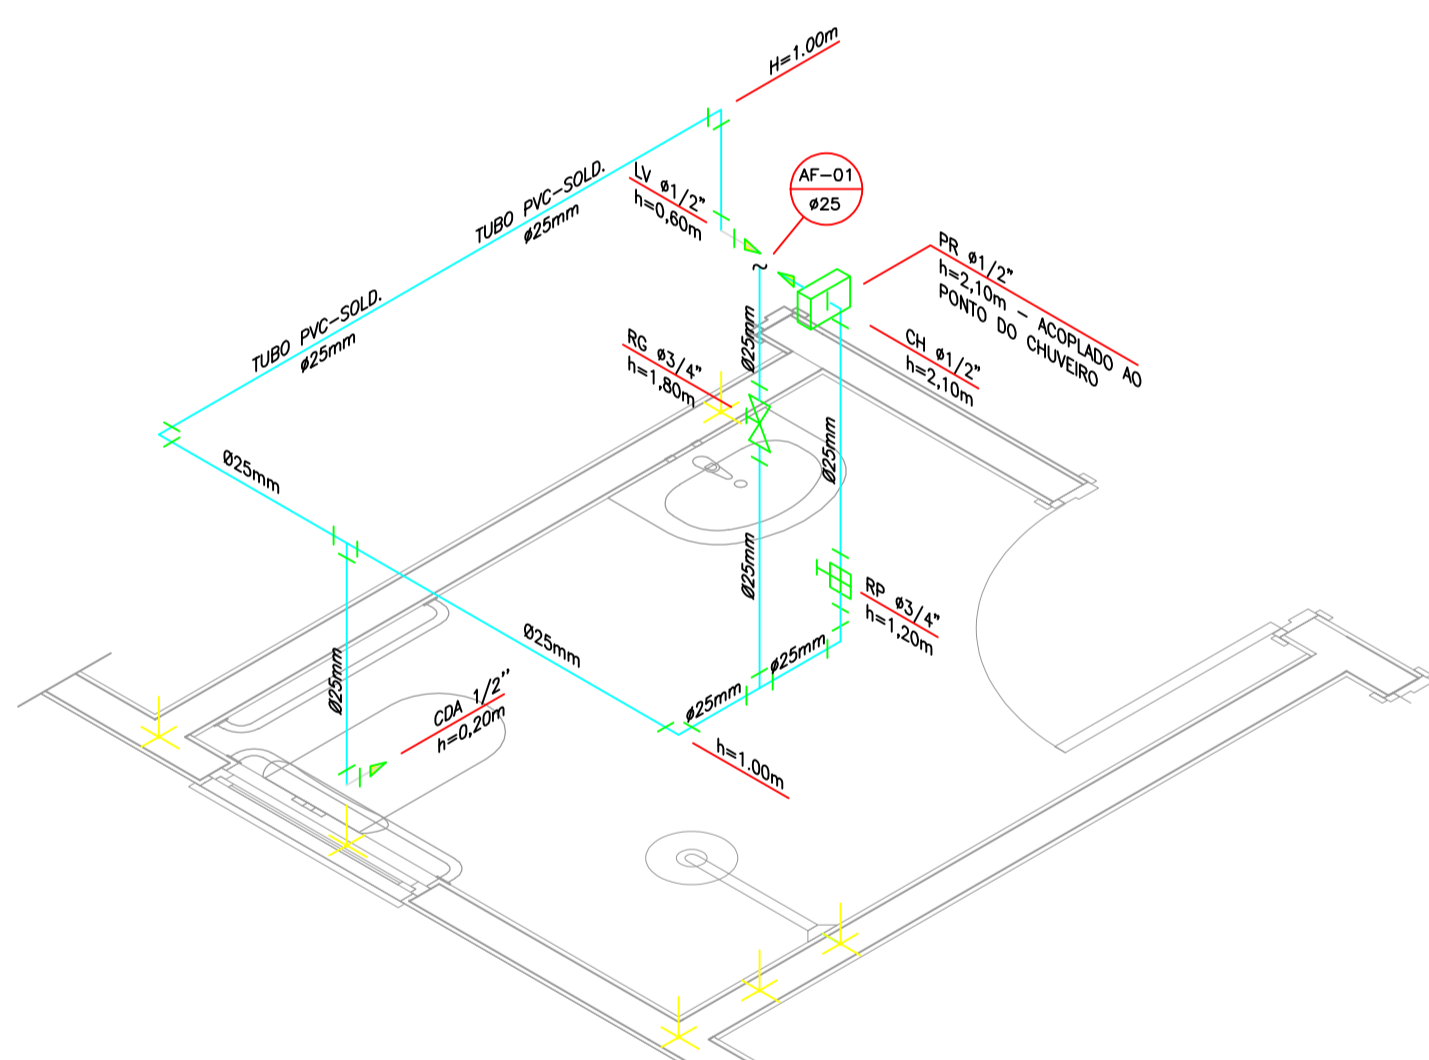 H=1.00m
TUBO PVC-SOLD.
ø25mm
LV ø1/2"
h=0,60m
AF-01
ø25
PR ø1/2"
h=2,10m - ACOPLADO AO
PONTO DO CHUVEIRO
TUBO PVC-SOLD.
ø25mm
RG ø3/4"
h=1,80m
Ø25mm
CH ø1/2"
h=2,10m
Ø25mm
Ø25mm
Ø25mm
RP ø3/4"
h=1,20m
Ø25mm
Ø25mm
ø25mm
ø25mm
CDA 1/2''
h=0,20m
h=1.00m